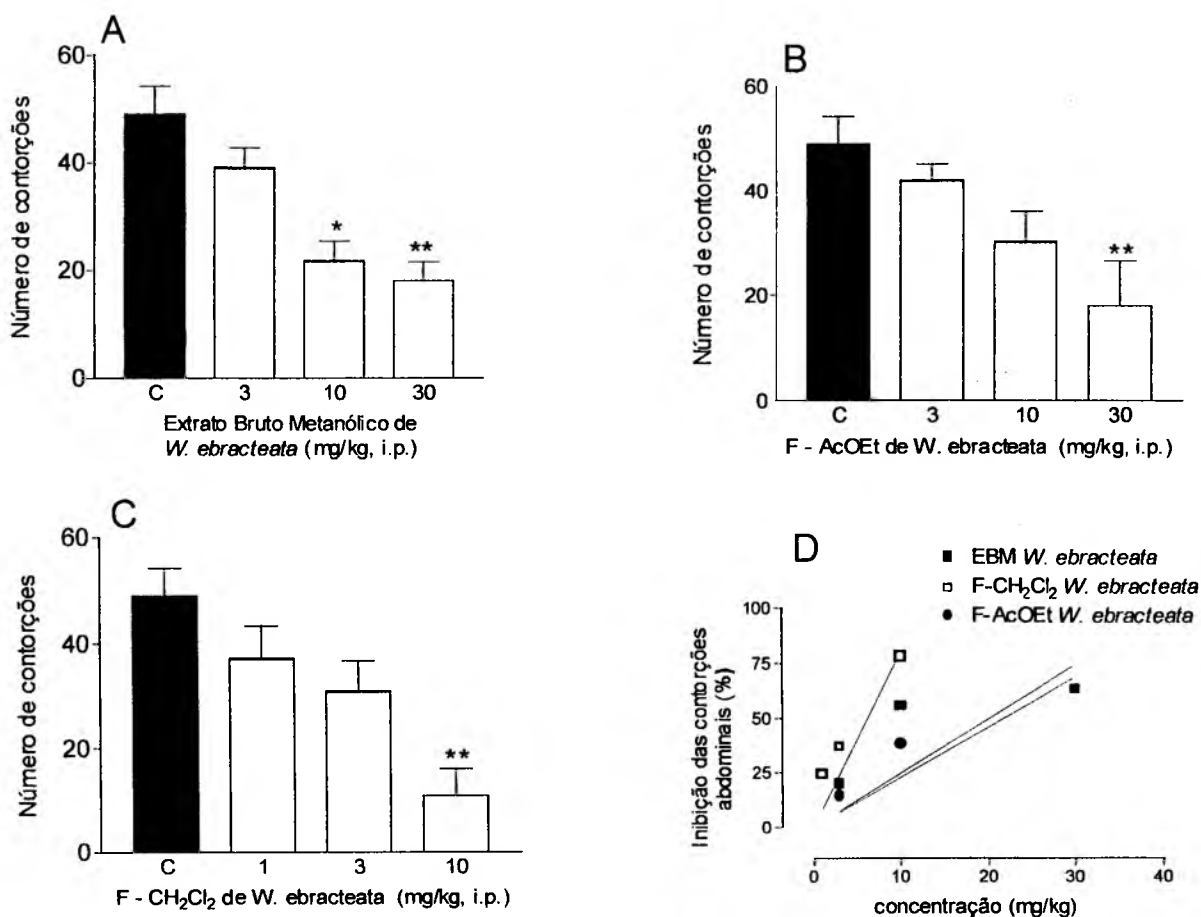 A
60
40
20
0
Número de contorções
*
**
C 3 10 30
Extrato Bruto Metanólico de
W. ebracteata (mg/kg, i.p.)
B
60
40
20
0
Número de contorções
**
C 3 10 30
F - AcOEt de W. ebracteata (mg/kg, i.p.)
C
60
40
20
0
Número de contorções
**
C 1 3 10
F - CH₂Cl₂ de W. ebracteata (mg/kg, i.p.)
D
EBM W. ebracteata
F-CH₂Cl₂ W. ebracteata
F-AcOEt W. ebracteata
100
75
50
25
0
Inibição das contorções
abdominais (%)
0 10 20 30 40
concentração (mg/kg)